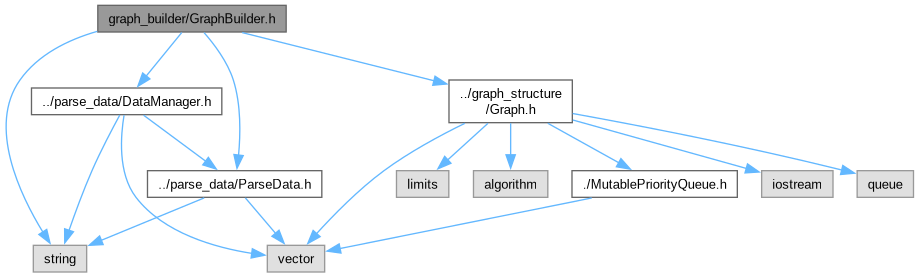 graph_builder/GraphBuilder.h
../parse_data/DataManager.h
../graph_structure
/Graph.h
../parse_data/ParseData.h
limits
algorithm
./MutablePriorityQueue.h
iostream
queue
string
vector